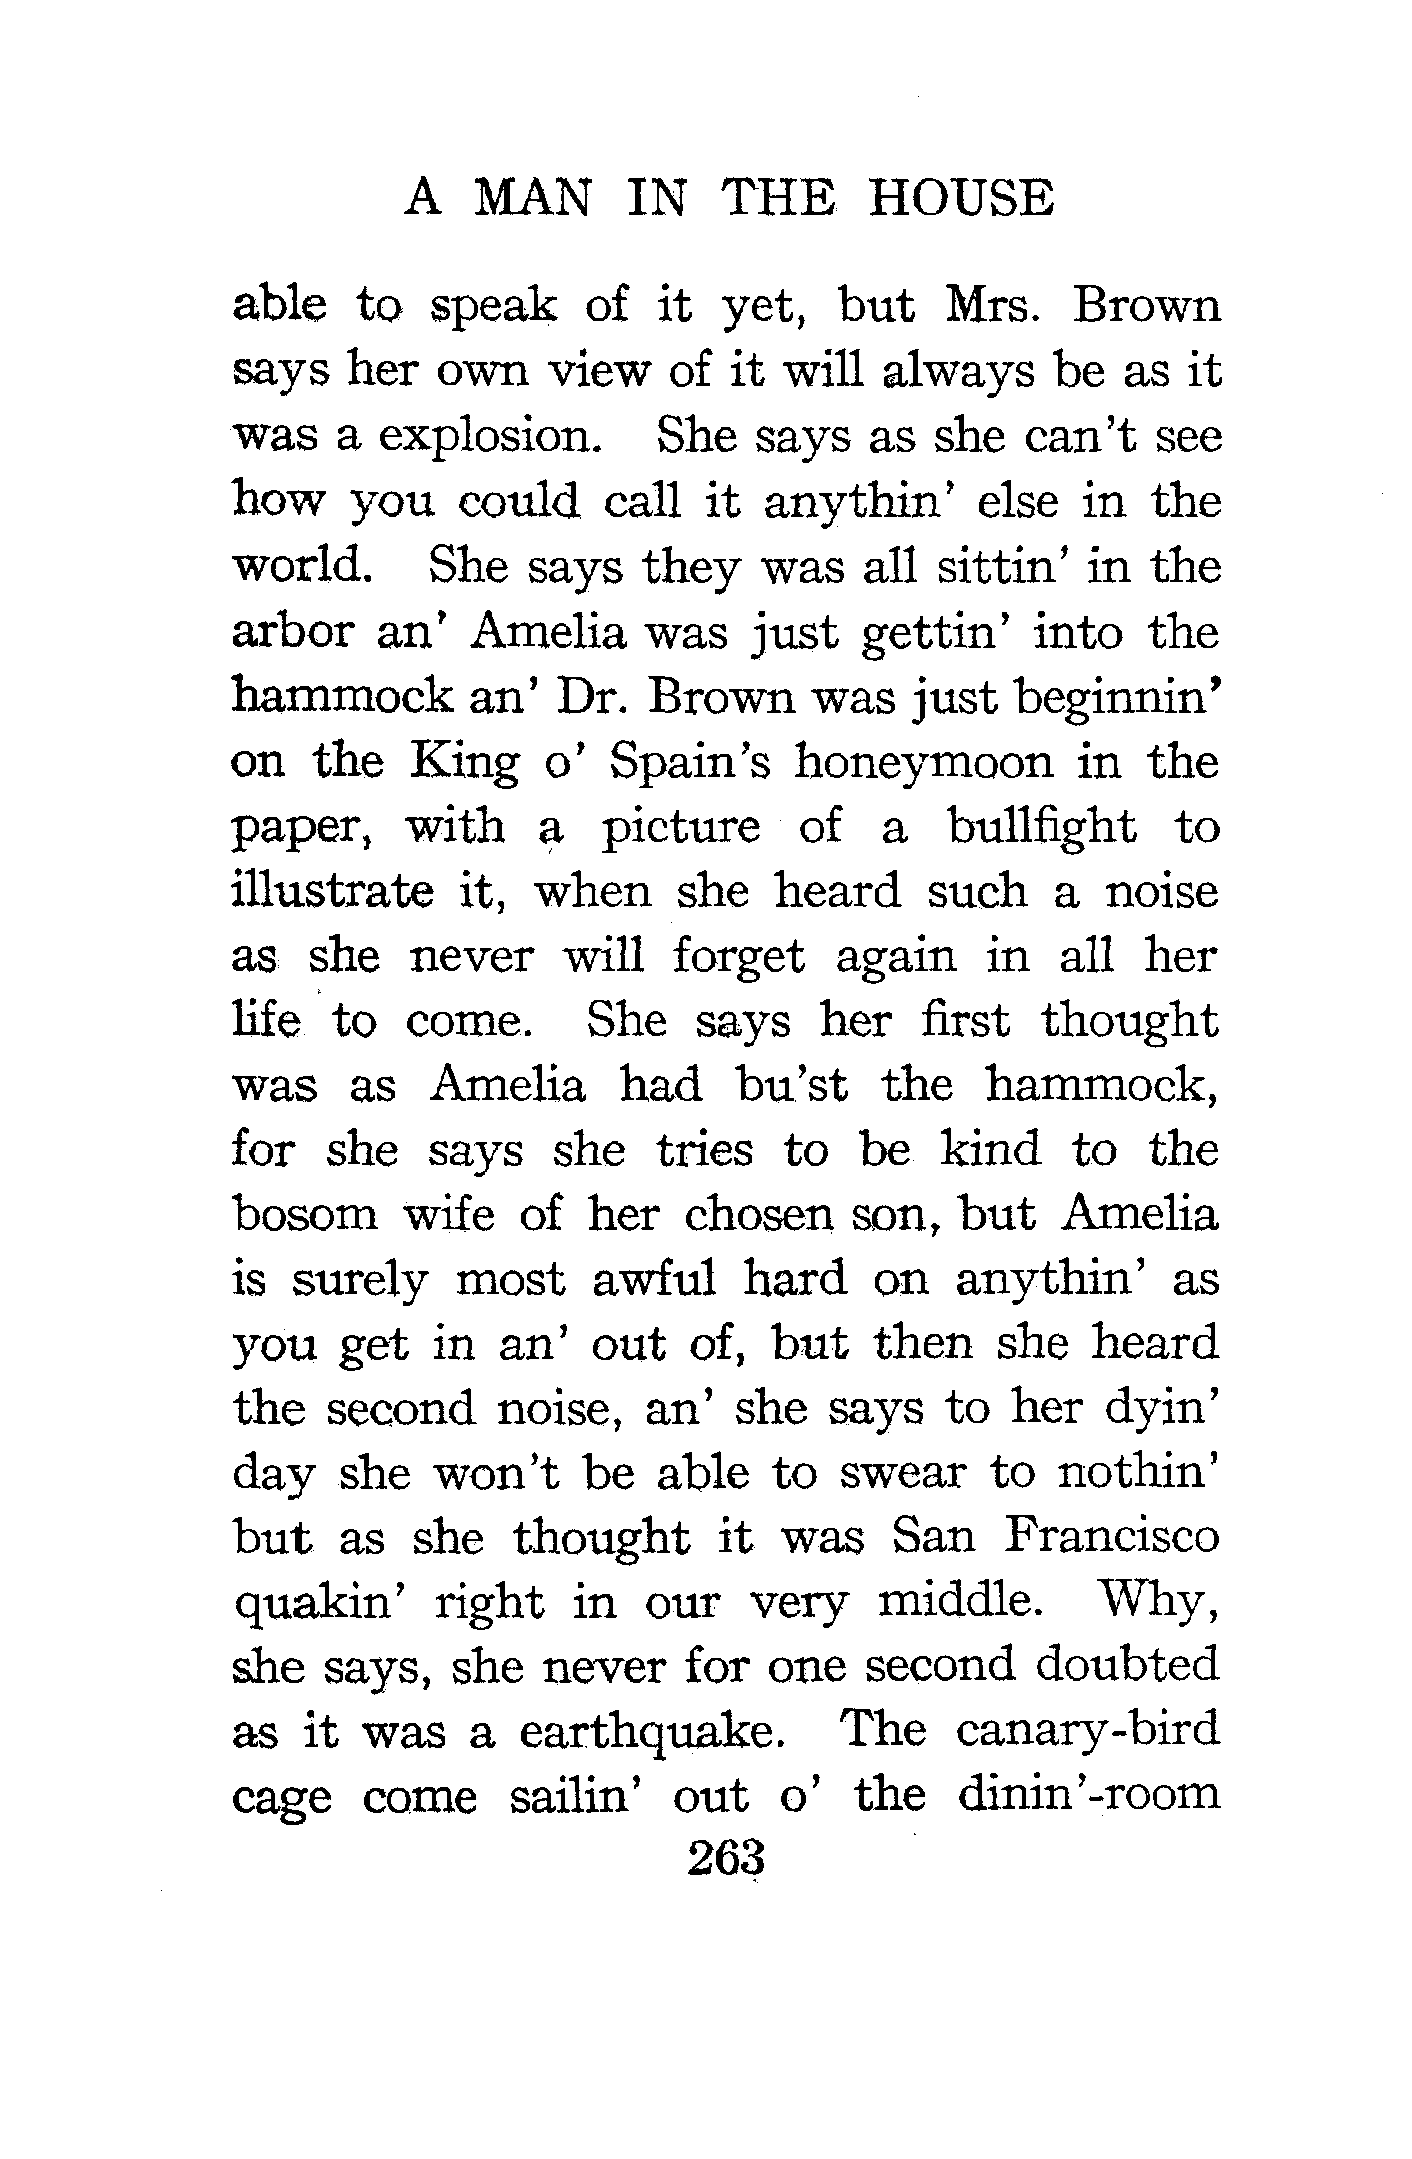 A MAN IN THE HOUSE
able to speak of it yet, but Mrs. Brown
says her own view of it will always be as it
was a explosion. She says as she can't see
how you could call it anythin' else in the
world. She says they was all sittin' in the
arbor an' Amelia was just gettin' into the
hammock an' Dr. Brown was just beginnin'
on the King o' Spain's honeymoon in the
paper, with a picture of a bullfight to
illustrate it, when she heard such a noise
as she never will forget again in all her
life to come. She says her first thought
was as Amelia had bu'st the hammock,
for she says she tries to be kind to the
bosom wife of her chosen son, but Amelia
is surely most awful hard on anythin' as
you get in an' out of, but then she heard
the second noise, an' she says to her dyin'
day she won't be able to swear to nothin'
but as she thought it was San Francisco
quakin' right in our very middle. Why,
she says, she never for one second doubted
as it was a earthquake. The canary-bird
cage come sailin' out o' the dinin'-room
263